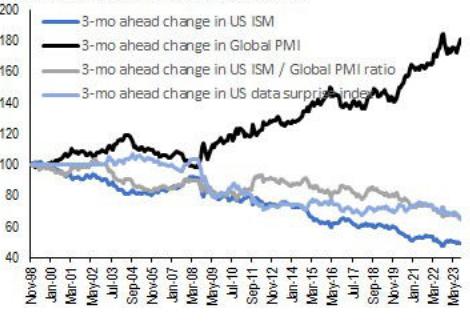 200
180
160
140
120
100
80
60
40
3-mo ahead change in US ISM
3-mo ahead change in Global PMI
3-mo ahead change in US ISM / Global PMI ratio
3-mo ahead change in US data surprise index
Nov-98
Jan-00
Mar-01
May-02
Jul-03
Sep-04
Nov-05
Jan-07
Mar-08
May-09
Jul-10
Sep-11
Nov-12
Jan-14
Mar-15
May-16
Jul-17
Sep-18
Nov-19
Jan-21
Mar-22
May-23